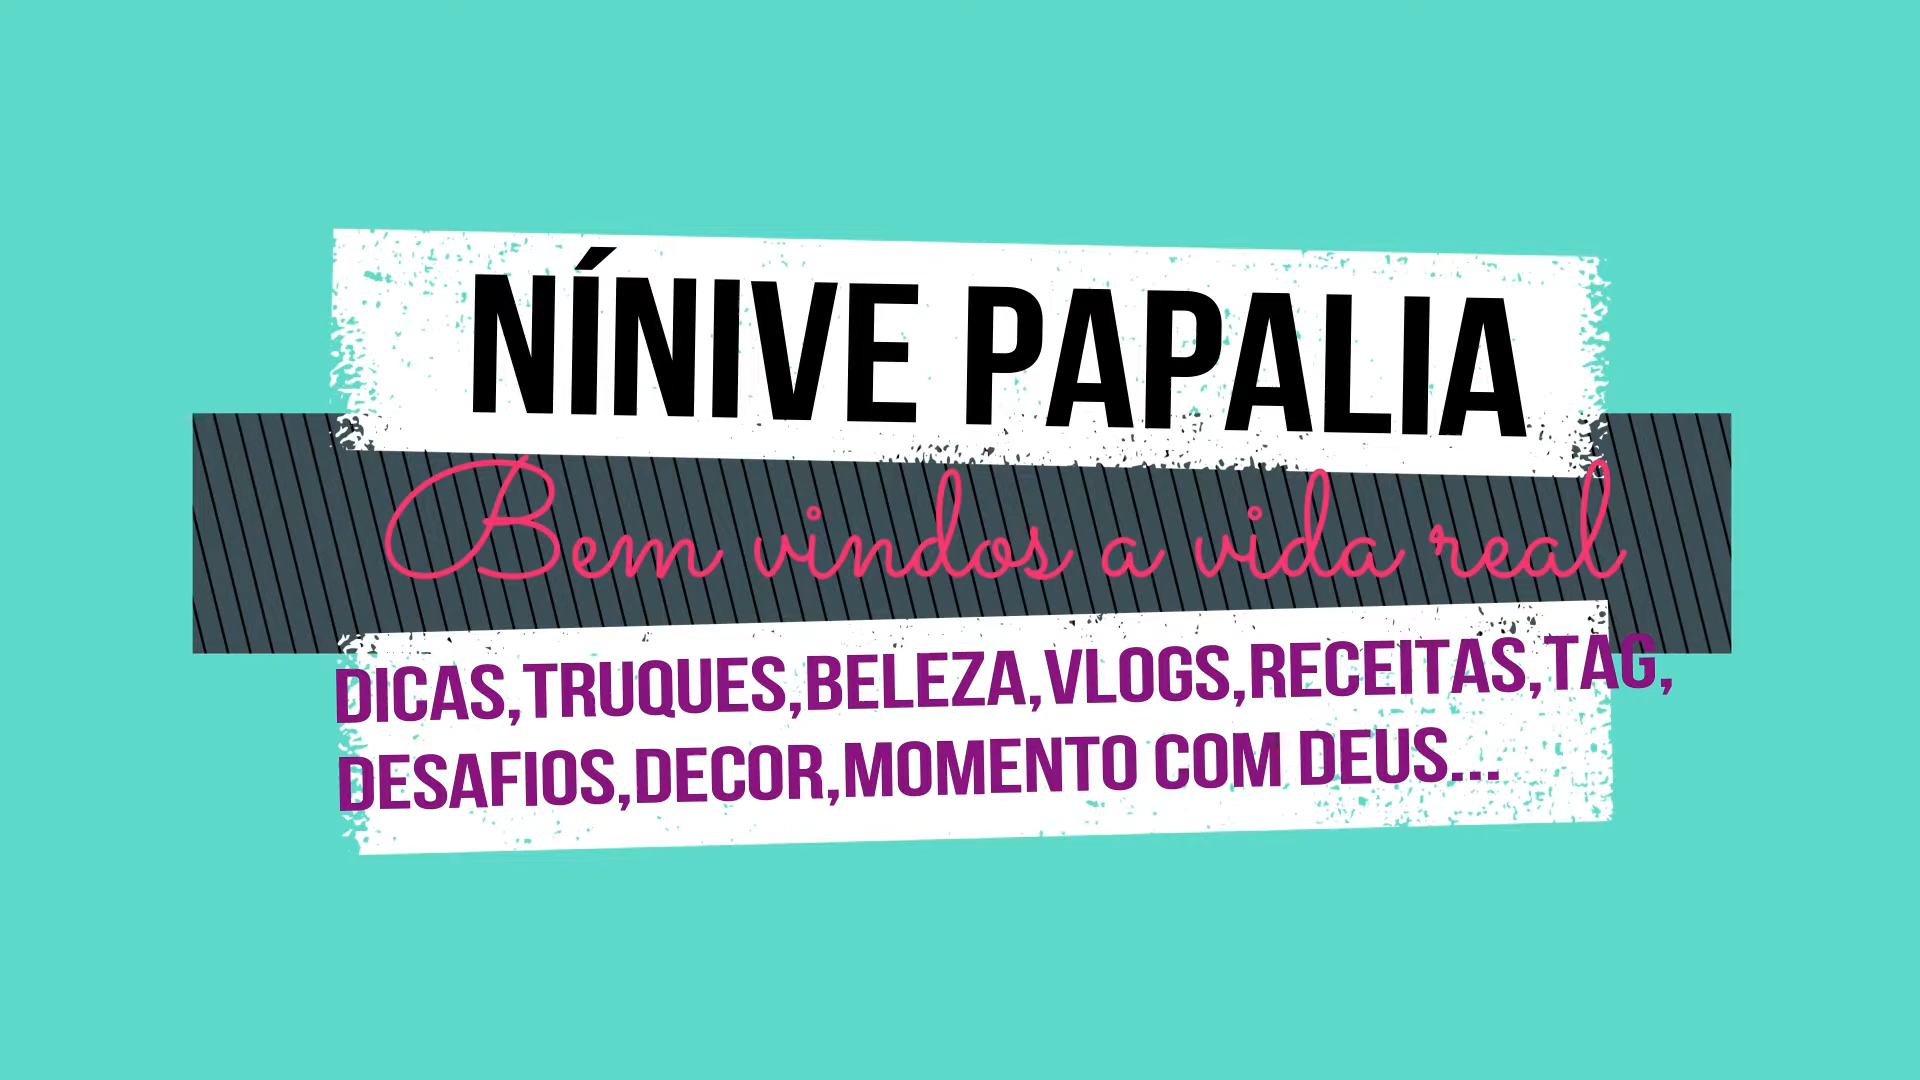 NÍNIVE PAPALIA
Bem vindos a vida real
DICAS,TRUQUES,BELEZA,VLOGS,RECEITAS,TAG,
DESAFIOS,DECOR,MOMENTO COM DEUS...